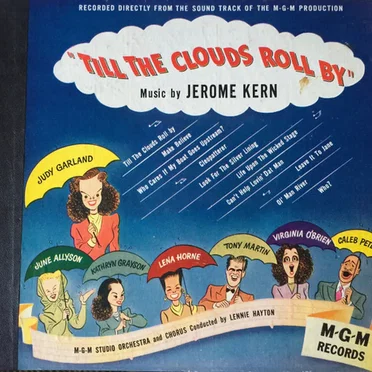 RECORDED DIRECTLY FROM THE SOUND TRACK OF THE M-G-M PRODUCTION
"TILL THE CLOUDS ROLL BY"
Music by JEROME KERN
Till The Clouds Roll By
Make Believe
Who Cares If My Boat Goes Upstream?
Cleopatterer
Look For The Silver Lining
Life Upon The Wicked Stage
Can't Help Lovin' Dat Man
Leave It To Jane
Ol' Man River
Who?
JUDY GARLAND
JUNE ALLYSON
KATHRYN GRAYSON
LENA HORNE
TONY MARTIN
VIRGINIA O'BRIEN
CALEB PET
M-G-M STUDIO ORCHESTRA and CHORUS Conducted by LENNIE HAYTON
M-G-M
RECORDS